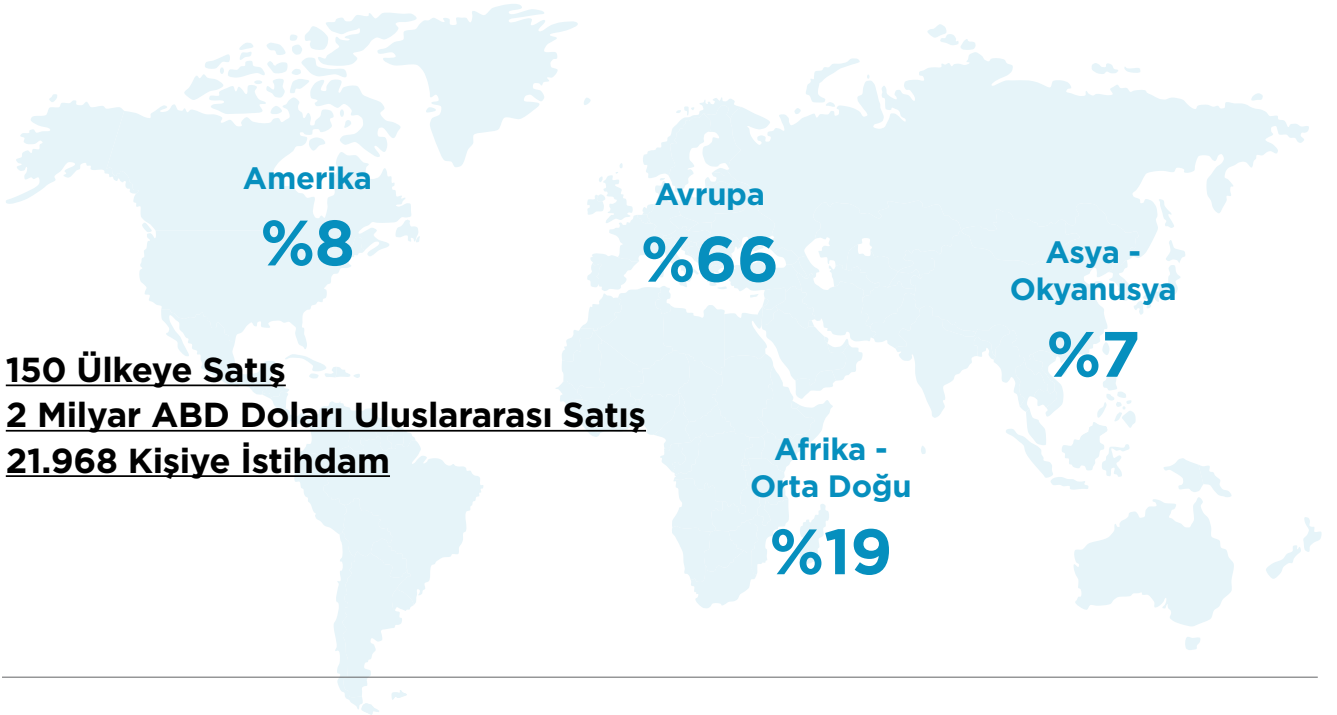 Amerika
%8
Avrupa
%66
Asya -
Okyanusya
%7
150 Ülkeye Satış
2 Milyar ABD Doları Uluslararası Satış
21.968 Kişiye İstihdam
Afrika -
Orta Doğu
%19